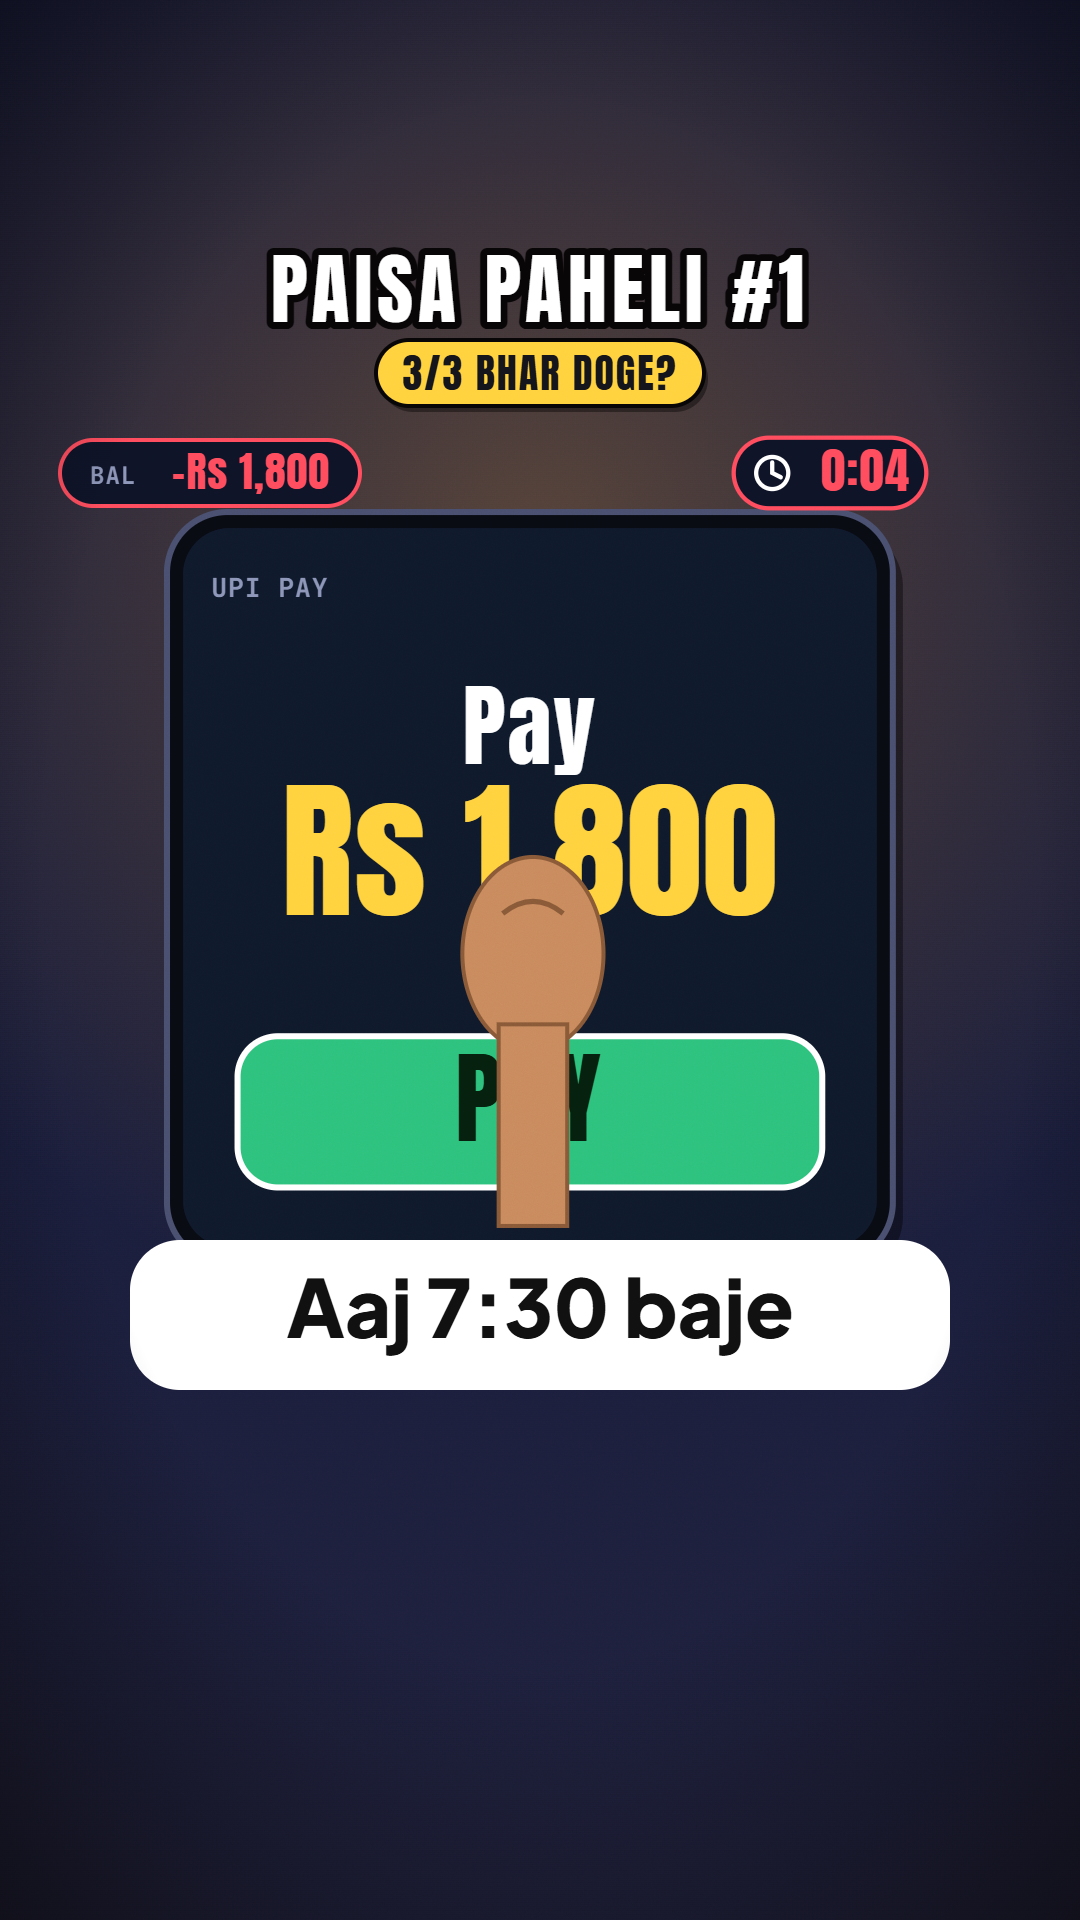 PAISA PAHELI #1
3/3 BHAR DOGE?
BAL -Rs 1,800
0:04
UPI PAY
Pay
Rs 1,800
PAY
Aaj 7:30 baje